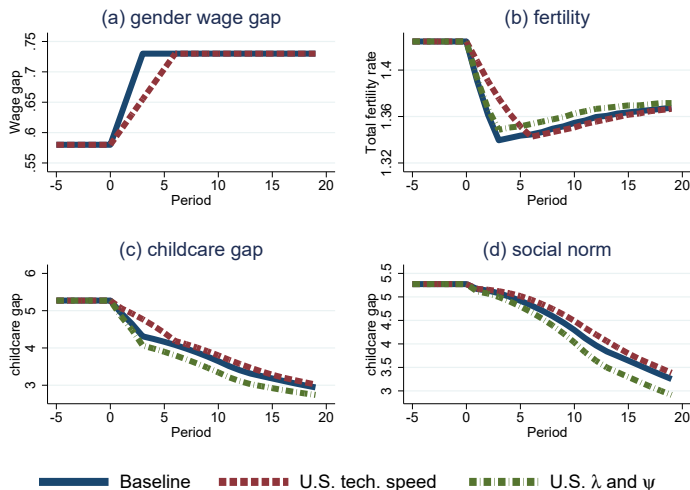 (a) gender wage gap
(b) fertility
Wage gap
.55 .6 .65 .7 .75
-5 0 5 10 15 20
Period
Total fertility rate
1.32 1.36 1.4
-5 0 5 10 15 20
Period
(c) childcare gap
(d) social norm
childcare gap
3 4 5 6
-5 0 5 10 15 20
Period
childcare gap
3 3.5 4 4.5 5 5.5
-5 0 5 10 15 20
Period
Baseline U.S. tech. speed U.S. λ and ψ